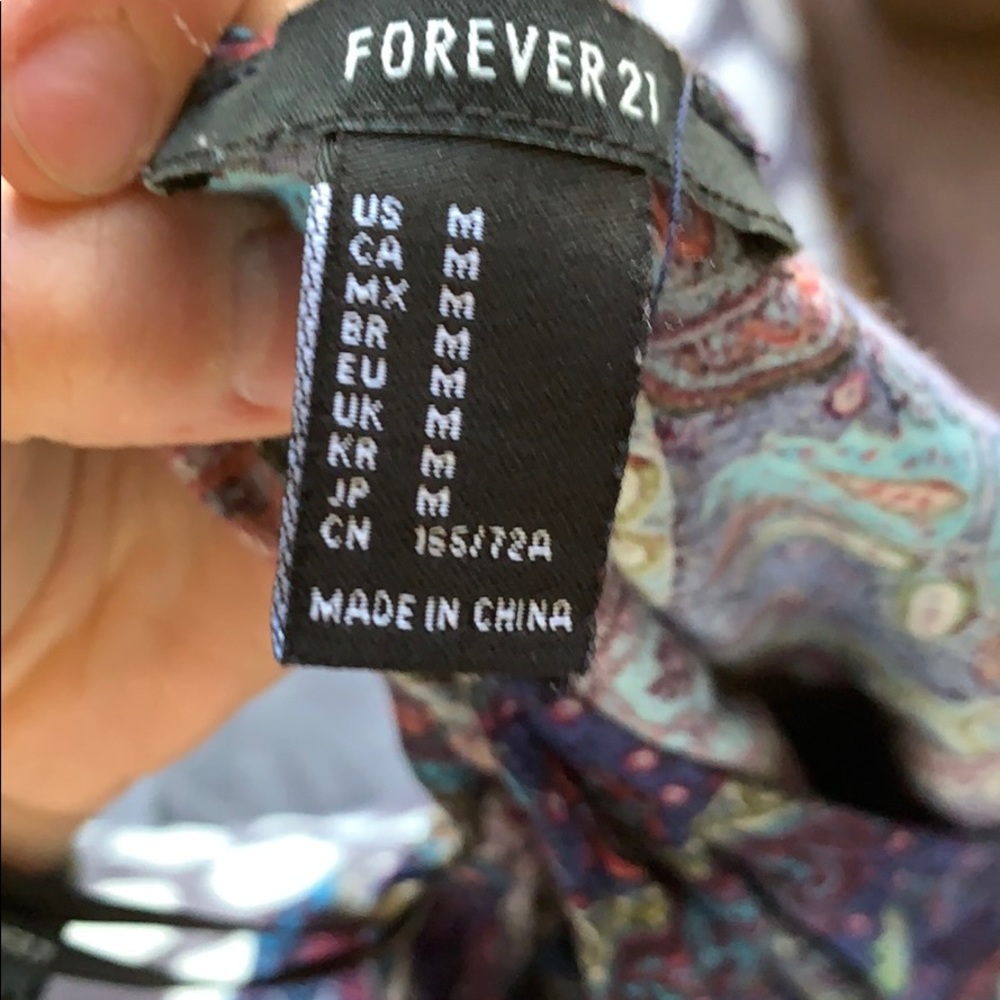 FOREVER 21
US M
CA M
MX M
BR M
EU M
UK M
KR M
JP M
CN 165/72A
MADE IN CHINA